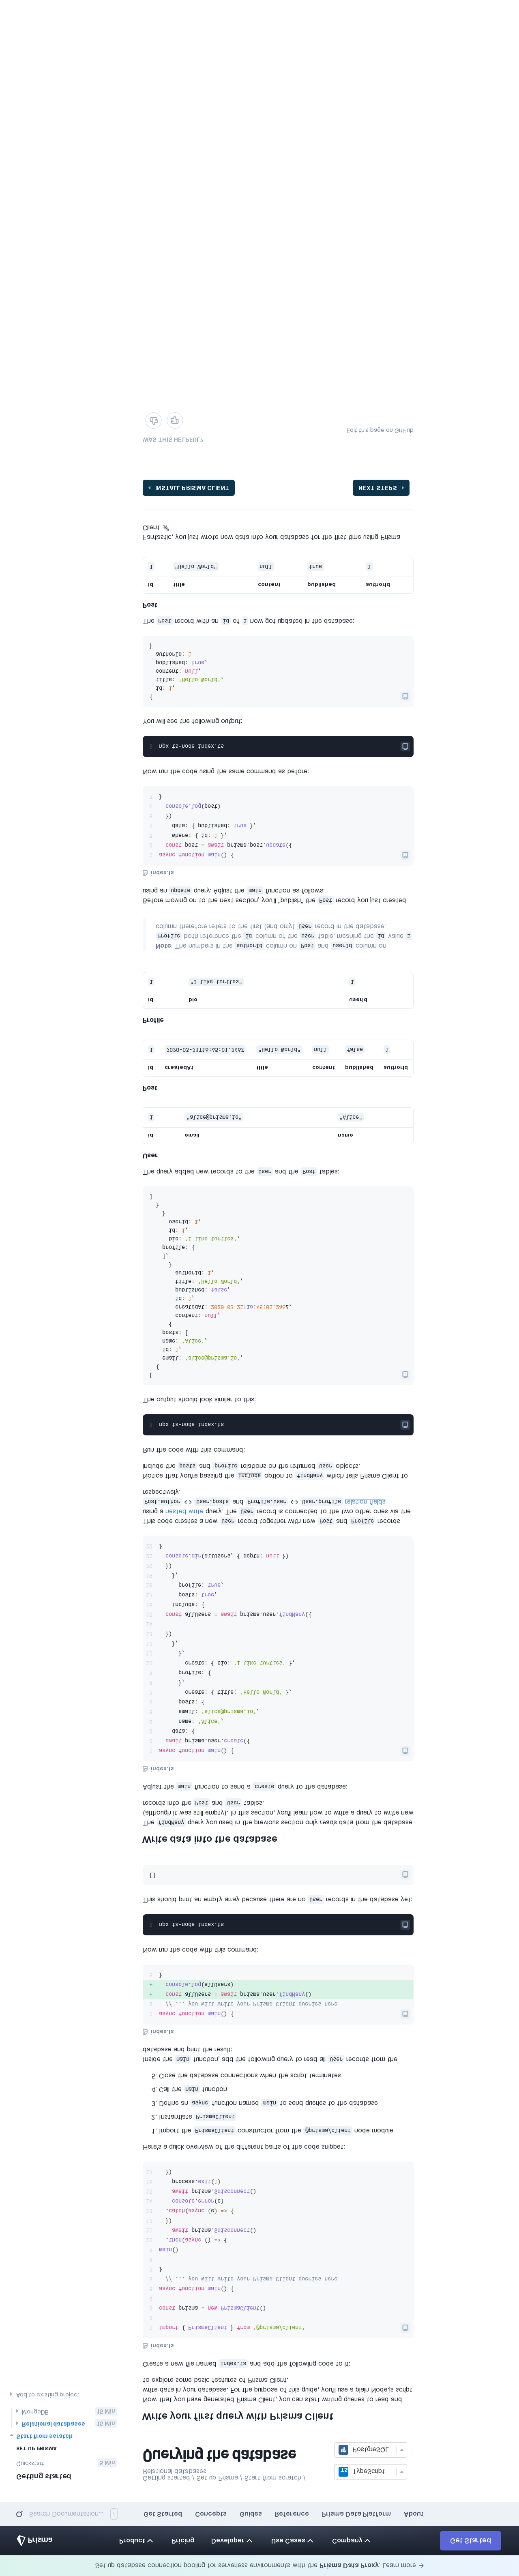 Set up database connection pooling for serverless environments with the Prisma Data Proxy. Learn more →
Prisma
Product
Pricing
Developer
Use Cases
Company
Get Started
Search Documentation...
/
Get Started
Concepts
Guides
Reference
Prisma Data Platform
About
Getting started
Quickstart
5 Min
SET UP PRISMA
Start from scratch
Relational databases
15 Min
MongoDB
15 Min
Add to existing project
Getting started / Set up Prisma / Start from scratch /
Relational databases
TypeScript
Querying the database
PostgreSQL
Write your first query with Prisma Client
Now that you have generated Prisma Client, you can start writing queries to read and
write data in your database. For the purpose of this guide, you'll use a plain Node.js script
to explore some basic features of Prisma Client.
Create a new file named index.ts and add the following code to it:
index.ts
1 import { PrismaClient } from '@prisma/client'
2
3 const prisma = new PrismaClient()
4
5 async function main() {
6 // ... you will write your Prisma Client queries here
7 }
8
9 main()
10 .then(async () => {
11 await prisma.$disconnect()
12 })
13 .catch(async (e) => {
14 console.error(e)
15 await prisma.$disconnect()
16 process.exit(1)
17 })
Here's a quick overview of the different parts of the code snippet:
1. Import the PrismaClient constructor from the @prisma/client node module
2. Instantiate PrismaClient
3. Define an async function named main to send queries to the database
4. Call the main function
5. Close the database connections when the script terminates
Inside the main function, add the following query to read all User records from the
database and print the result:
index.ts
1 async function main() {
2 // ... you will write your Prisma Client queries here
+ const allUsers = await prisma.user.findMany()
+ console.log(allUsers)
5 }
Now run the code with this command:
1 npx ts-node index.ts
This should print an empty array because there are no User records in the database yet:
[]
Write data into the database
The findMany query you used in the previous section only reads data from the database
(although it was still empty). In this section, you'll learn how to write a query to write new
records into the Post and User tables.
Adjust the main function to send a create query to the database:
index.ts
1 async function main() {
2 await prisma.user.create({
3 data: {
4 name: 'Alice',
5 email: 'alice@prisma.io',
6 posts: {
7 create: { title: 'Hello World' },
8 },
9 profile: {
10 create: { bio: 'I like turtles' },
11 },
12 },
13 })
14
15 const allUsers = await prisma.user.findMany({
16 include: {
17 posts: true,
18 profile: true,
19 },
20 })
21 console.dir(allUsers, { depth: null })
22 }
This code creates a new User record together with new Post and Profile records
using a nested write query. The User record is connected to the two other ones via the
Post.author ↔ User.posts and Profile.user ↔ User.profile relation fields
respectively.
Notice that you're passing the include option to findMany which tells Prisma Client to
include the posts and profile relations on the returned User objects.
Run the code with this command:
1 npx ts-node index.ts
The output should look similar to this:
[
{
email: 'alice@prisma.io',
id: 1,
name: 'Alice',
posts: [
{
content: null,
createdAt: 2020-03-21T16:45:01.246Z,
id: 1,
published: false,
title: 'Hello World',
authorId: 1,
}
],
profile: {
bio: 'I like turtles',
id: 1,
userId: 1,
}
}
]
The query added new records to the User and the Post tables:
User
id email name
1 "alice@prisma.io" "Alice"
Post
id createdAt title content published authorId
1 2020-03-21T16:45:01.246Z "Hello World" null false 1
Profile
id bio userId
1 "I like turtles" 1
Note: The numbers in the authorId column on Post and userId column on
Profile both reference the id column of the User table, meaning the id value 1
column therefore refers to the first (and only) User record in the database.
Before moving on to the next section, you'll "publish" the Post record you just created
using an update query. Adjust the main function as follows:
index.ts
1 async function main() {
2 const post = await prisma.post.update({
3 where: { id: 1 },
4 data: { published: true },
5 })
6 console.log(post)
7 }
Now run the code using the same command as before:
1 npx ts-node index.ts
You will see the following output:
{
id: 1,
title: 'Hello World',
content: null,
published: true,
authorId: 1
}
The Post record with an id of 1 now got updated in the database:
Post
id title content published authorId
1 "Hello World" null true 1
Fantastic, you just wrote new data into your database for the first time using Prisma
Client 🚀
INSTALL PRISMA CLIENT
NEXT STEPS
WAS THIS HELPFUL?
Edit this page on GitHub